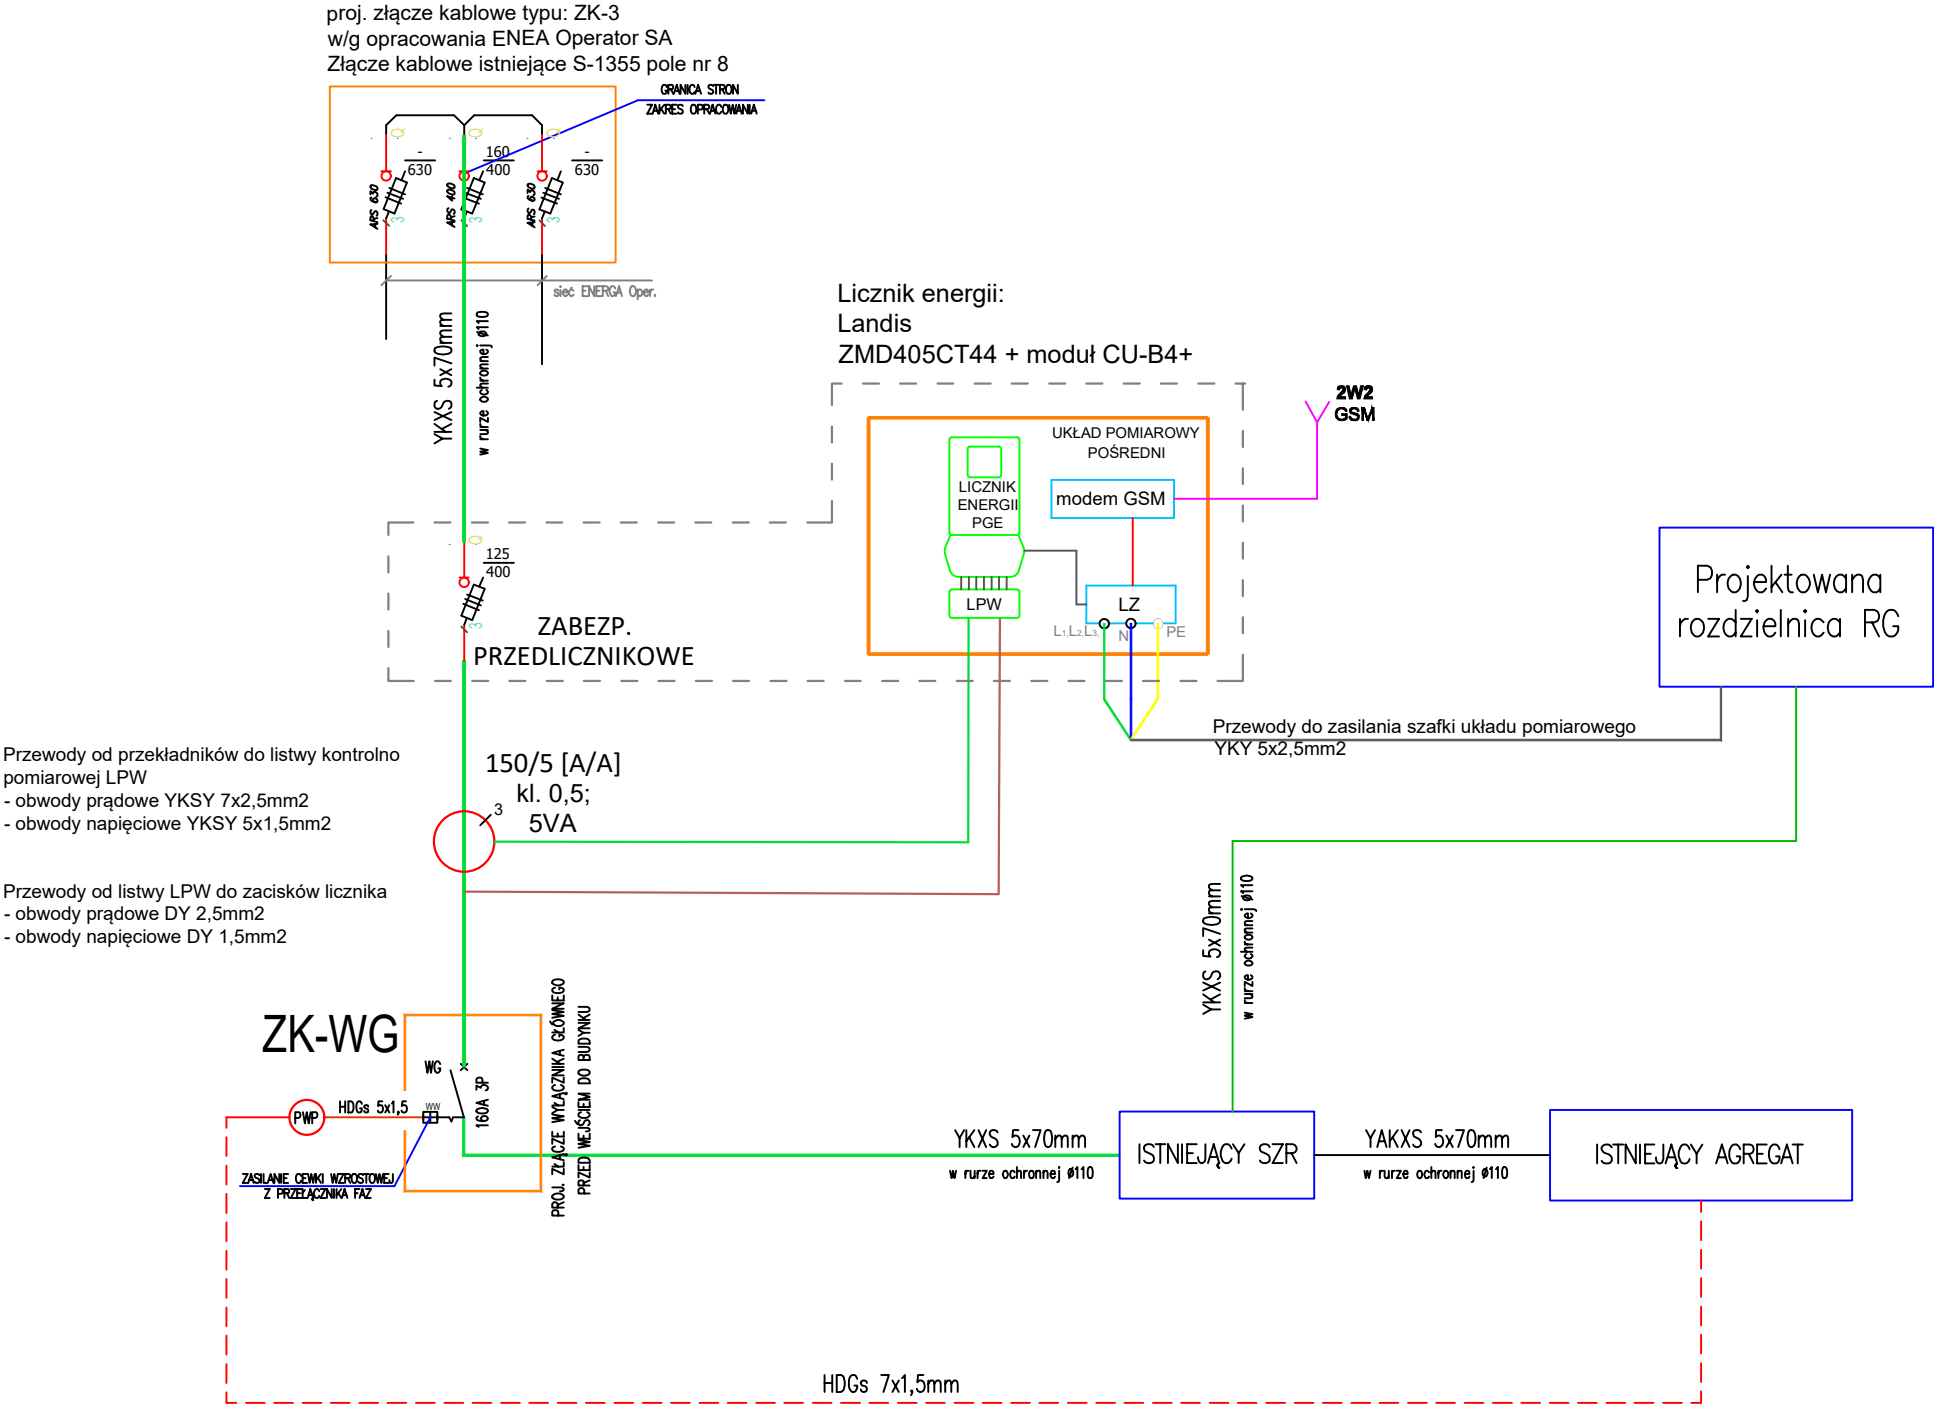 proj. złącze kablowe typu: ZK-3
w/g opracowania ENEA Operator SA
Złącze kablowe istniejące S-1355 pole nr 8
GRANICA STRON
ZAKRES OPRACOWANIA
Q
Q
Q
-
630
160
400
-
630
ARS 630
ARS 400
ARS 630
3
3
3
sieć ENERGA Oper.
YKXS 5x70mm
w rurze ochronnej ø110
Licznik energii:
Landis
ZMD405CT44 + moduł CU-B4+
2W2
GSM
UKŁAD POMIAROWY
POŚREDNI
LICZNIK
ENERGII
PGE
modem GSM
LPW
LZ
L1,L2,L3,
N
PE
Q
125
400
3
ZABEZP.
PRZEDLICZNIKOWE
Projektowana
rozdzielnica RG
Przewody do zasilania szafki układu pomiarowego
YKY 5x2,5mm2
Przewody od przekładników do listwy kontrolno
pomiarowej LPW
- obwody prądowe YKSY 7x2,5mm2
- obwody napięciowe YKSY 5x1,5mm2
150/5 [A/A]
kl. 0,5;
5VA
3
Przewody od listwy LPW do zacisków licznika
- obwody prądowe DY 2,5mm2
- obwody napięciowe DY 1,5mm2
YKXS 5x70mm
w rurze ochronnej ø110
ZK-WG
WG
160A 3P
WW
PWP
HDGs 5x1,5
ZASILANIE CEWKI WZROSTOWEJ
Z PRZEŁĄCZNIKA FAZ
PROJ. ZŁĄCZE WYŁĄCZNIKA GŁÓWNEGO
PRZED WEJŚCIEM DO BUDYNKU
YKXS 5x70mm
w rurze ochronnej ø110
ISTNIEJĄCY SZR
YAKXS 5x70mm
w rurze ochronnej ø110
ISTNIEJĄCY AGREGAT
HDGs 7x1,5mm